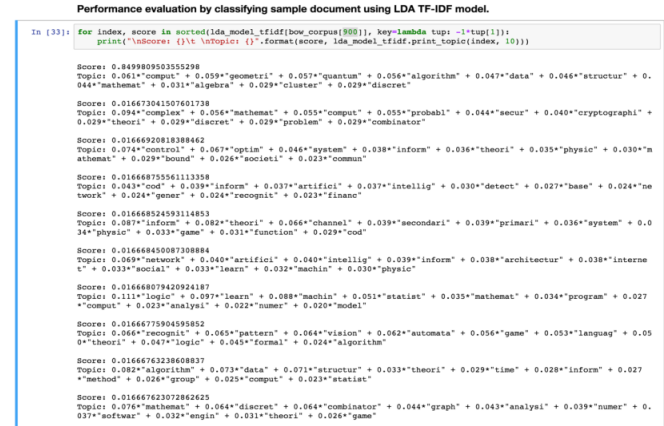 Performance evaluation by classifying sample document using LDA TF-IDF model.
In [33]: for index, score in sorted(lda_model_tfidf[bow_corpus[900]], key=lambda tup: -1*tup[1]):
print("\nScore: {}\t \nTopic: {}".format(score, lda_model_tfidf.print_topic(index, 10)))
Score: 0.8499809503555298
Topic: 0.061*"comput" + 0.059*"geometri" + 0.057*"quantum" + 0.056*"algorithm" + 0.047*"data" + 0.046*"structur" + 0.
044*"mathemat" + 0.031*"algebra" + 0.029*"cluster" + 0.029*"discret"
Score: 0.016673041507601738
Topic: 0.094*"complex" + 0.056*"mathemat" + 0.055*"comput" + 0.055*"probabl" + 0.044*"secur" + 0.040*"cryptographi" +
0.029*"theori" + 0.029*"discret" + 0.029*"problem" + 0.029*"combinator"
Score: 0.01666920818388462
Topic: 0.074*"control" + 0.067*"optim" + 0.046*"system" + 0.038*"inform" + 0.036*"theori" + 0.035*"physic" + 0.030*"m
athemat" + 0.029*"bound" + 0.026*"societi" + 0.023*"commun"
Score: 0.016668755561113358
Topic: 0.043*"cod" + 0.039*"inform" + 0.037*"artifici" + 0.037*"intellig" + 0.030*"detect" + 0.027*"base" + 0.024*"ne
twork" + 0.024*"gener" + 0.024*"recognit" + 0.023*"financ"
Score: 0.016668524593114853
Topic: 0.087*"inform" + 0.082*"theori" + 0.066*"channel" + 0.039*"secondari" + 0.039*"primari" + 0.036*"system" + 0.0
34*"physic" + 0.033*"game" + 0.031*"function" + 0.029*"cod"
Score: 0.016668450087308884
Topic: 0.069*"network" + 0.040*"artifici" + 0.040*"intellig" + 0.039*"inform" + 0.038*"architectur" + 0.038*"interne
t" + 0.033*"social" + 0.033*"learn" + 0.032*"machin" + 0.030*"physic"
Score: 0.016668079420924187
Topic: 0.111*"logic" + 0.097*"learn" + 0.088*"machin" + 0.051*"statist" + 0.035*"mathemat" + 0.034*"program" + 0.027
*"comput" + 0.023*"analysi" + 0.022*"numer" + 0.020*"model"
Score: 0.01666775904595852
Topic: 0.066*"recognit" + 0.065*"pattern" + 0.064*"vision" + 0.062*"automata" + 0.056*"game" + 0.053*"languag" + 0.05
0*"theori" + 0.047*"logic" + 0.045*"formal" + 0.024*"algorithm"
Score: 0.01666763238608837
Topic: 0.082*"algorithm" + 0.073*"data" + 0.071*"structur" + 0.033*"theori" + 0.029*"time" + 0.028*"inform" + 0.027
*"method" + 0.026*"group" + 0.025*"comput" + 0.023*"statist"
Score: 0.016667623072862625
Topic: 0.076*"mathemat" + 0.064*"discret" + 0.064*"combinator" + 0.044*"graph" + 0.043*"analysi" + 0.039*"numer" + 0.
037*"softwar" + 0.032*"engin" + 0.031*"theori" + 0.026*"game"